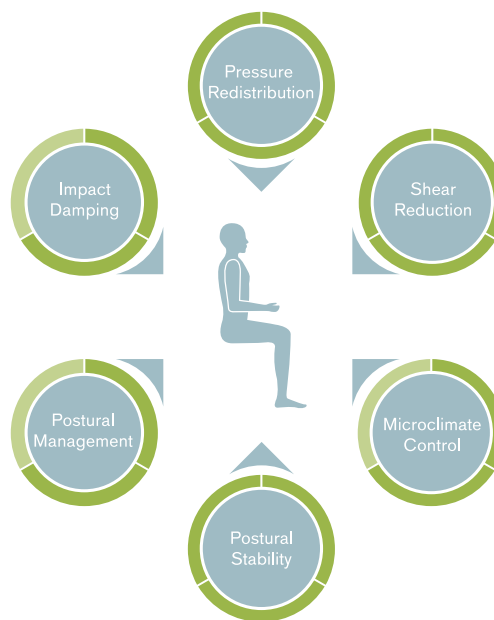 Pressure
Redistribution
Impact
Damping
Shear
Reduction
Postural
Management
Microclimate
Control
Postural
Stability